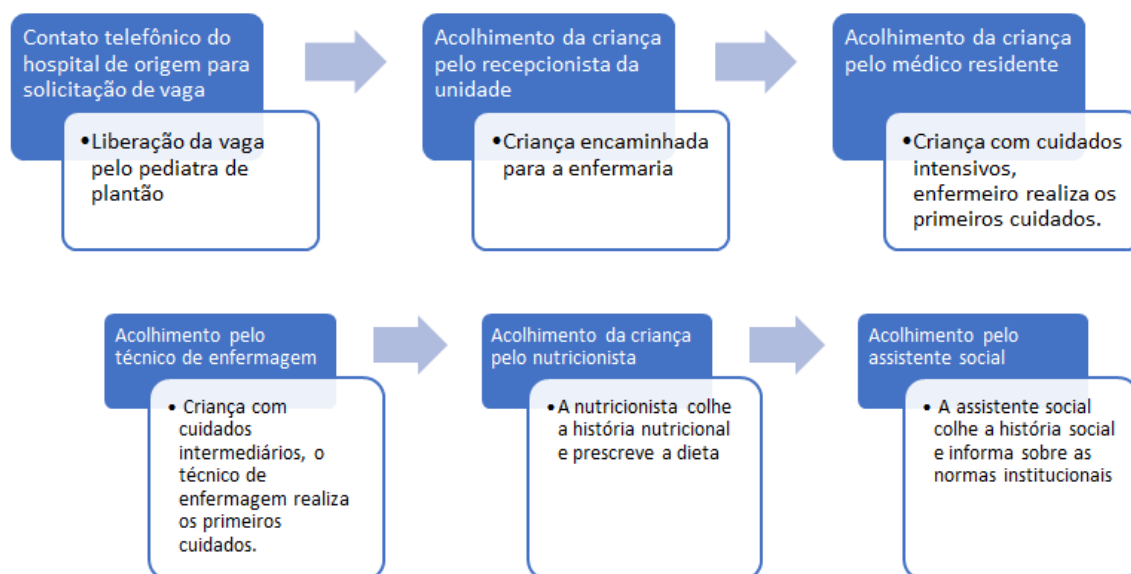 Contato telefônico do
hospital de origem para
solicitação de vaga
•Liberação da vaga
pelo pediatra de
plantão
Acolhimento da criança
pelo recepcionista da
unidade
•Criança encaminhada
para a enfermaria
Acolhimento da criança
pelo médico residente
•Criança com cuidados
intensivos,
enfermeiro realiza os
primeiros cuidados.
Acolhimento pelo
técnico de enfermagem
• Criança com
cuidados
intermediários, o
técnico de
enfermagem realiza
os primeiros
cuidados.
Acolhimento da criança
pelo nutricionista
•A nutricionista colhe
a história nutricional
e prescreve a dieta
Acolhimento pelo
assistente social
• A assistente social
colhe a história social
e informa sobre as
normas institucionais